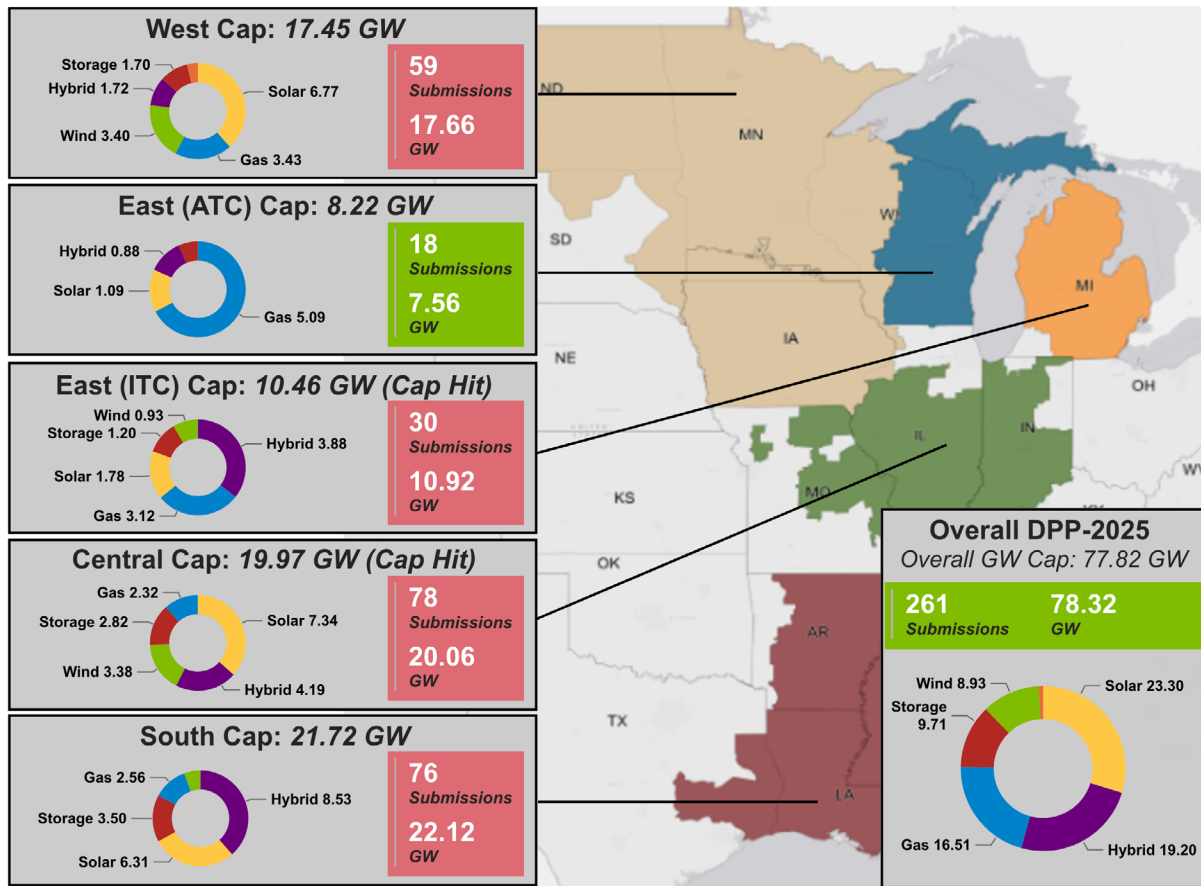 West Cap: 17.45 GW
Storage 1.70
Hybrid 1.72
Wind 3.40
Solar 6.77
Gas 3.43
59
Submissions
17.66
GW
East (ATC) Cap: 8.22 GW
Hybrid 0.88
Solar 1.09
Gas 5.09
18
Submissions
7.56
GW
East (ITC) Cap: 10.46 GW (Cap Hit)
Wind 0.93
Storage 1.20
Solar 1.78
Gas 3.12
Hybrid 3.88
30
Submissions
10.92
GW
Central Cap: 19.97 GW (Cap Hit)
Gas 2.32
Storage 2.82
Wind 3.38
Solar 7.34
Hybrid 4.19
78
Submissions
20.06
GW
South Cap: 21.72 GW
Gas 2.56
Storage 3.50
Solar 6.31
Hybrid 8.53
76
Submissions
22.12
GW
ND
MN
SD
WI
MI
NE
IA
OH
IL
IN
UNITED
STATES
KS
MO
WV
KY
OK
AR
TX
LA
Overall DPP-2025
Overall GW Cap: 77.82 GW
261
Submissions
78.32
GW
Wind 8.93
Storage
9.71
Gas 16.51
Solar 23.30
Hybrid 19.20